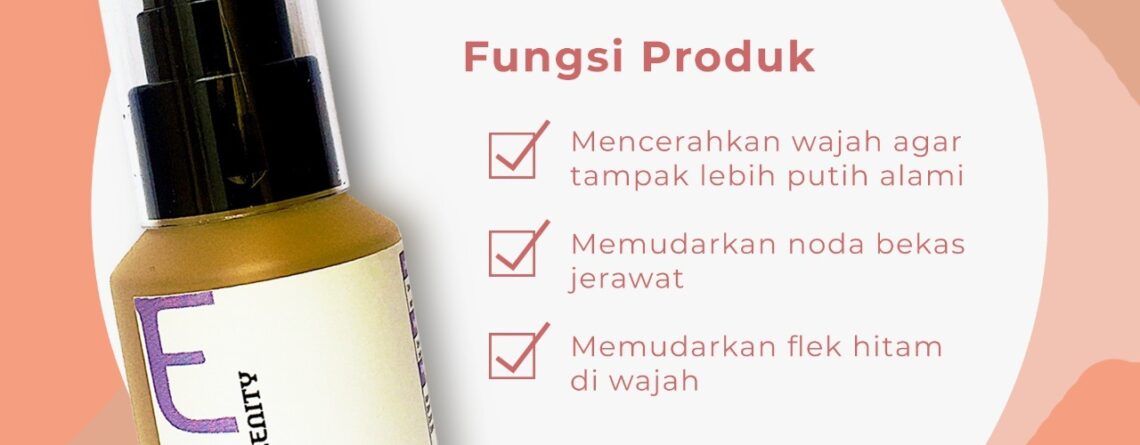 Fungsi Produk
Mencerahkan wajah agar
tampak lebih putih alami
Memudarkan noda bekas
jerawat
Memudarkan flek hitam
di wajah
E